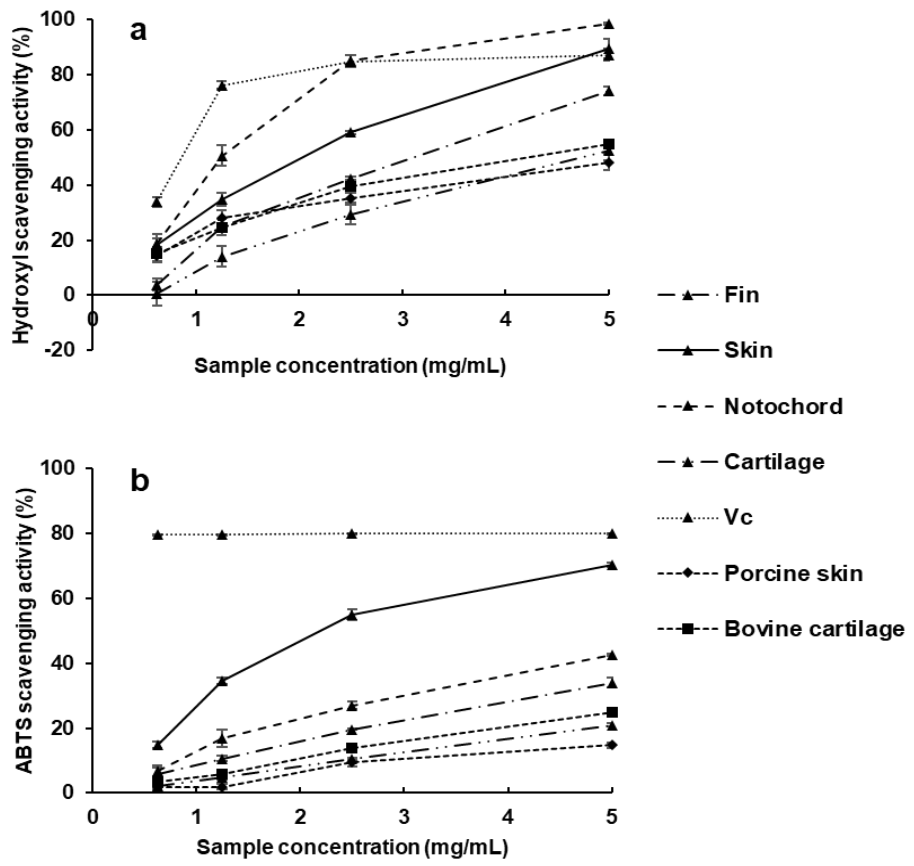 a
Hydroxyl scavenging activity (%)
100
80
60
40
20
0
-20
0
1
2
3
4
5
Sample concentration (mg/mL)
Fin
Skin
Notochord
Cartilage
Vc
Porcine skin
Bovine cartilage
b
ABTS scavenging activity (%)
100
80
60
40
20
0
0
1
2
3
4
5
Sample concentration (mg/mL)